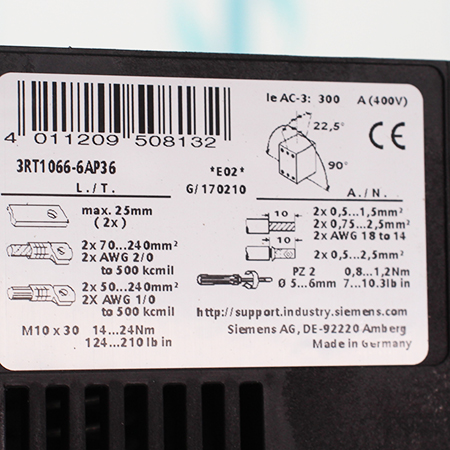 Ie AC-3: 300 A (400V)
4 011209 508132
22,5°
90°
CE
3RT1066-6AP36
*E02*
L./T.
G/170210
A./N.
max. 25mm
(2x)
10
2x 0,5...1,5mm²
2x 0,75...2,5mm²
2x AWG 18 to 14
2x 70...240mm²
2x AWG 2/0
to 500 kcmil
10
2x 0,5...2,5mm²
2x 50...240mm²
2x AWG 1/0
to 500 kcmil
PZ 2 0,8...1,2Nm
Ø 5...6mm 7...10.3lb in
M10 x 30 14...24Nm
124...210 lb in
http://support.industry.siemens.com
Siemens AG, DE-92220 Amberg
Made in Germany